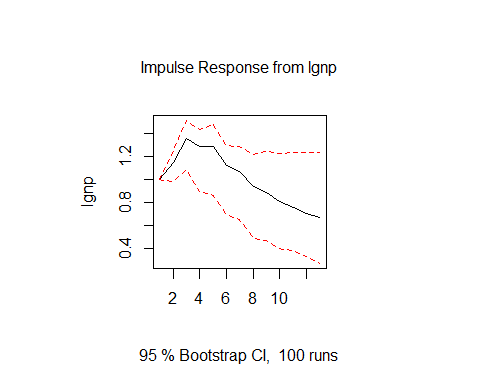 Impulse Response from lgnp
lgnp
0.4 0.8 1.2
2 4 6 8 10
95 % Bootstrap CI, 100 runs